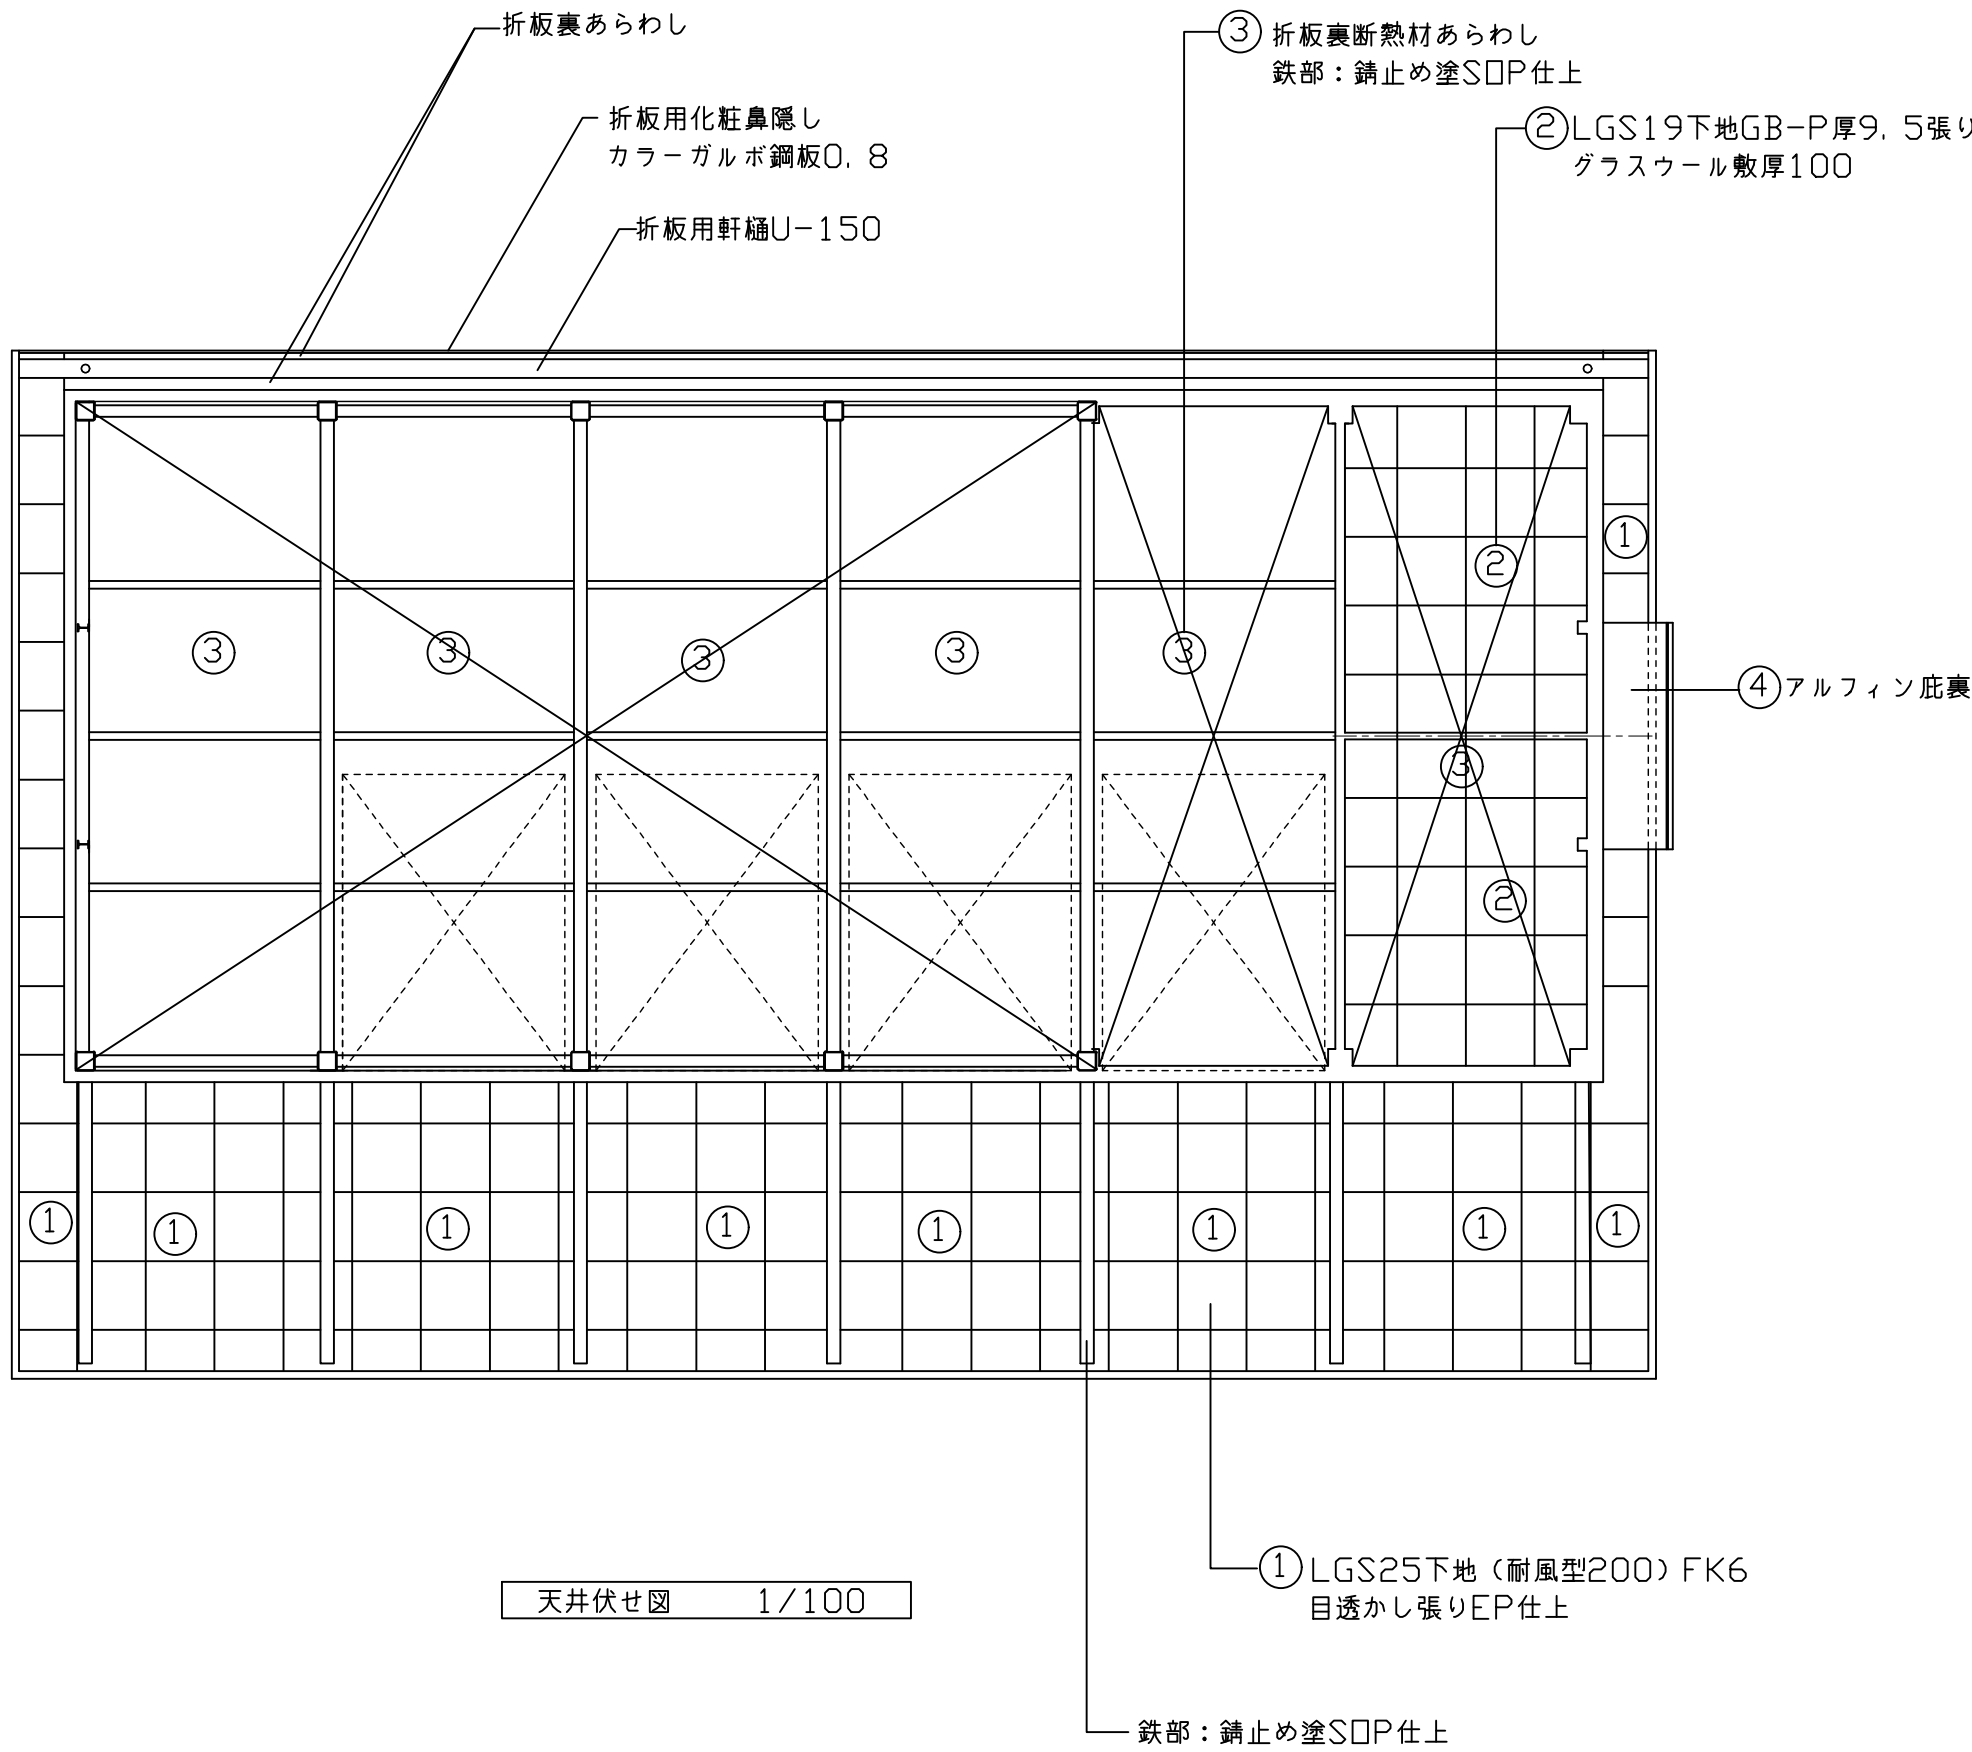 折板裏あらわし
折板用化粧鼻隠し
カラーガルボ鋼板0.8
折板用軒樋U-150
③ 折板裏断熱材あらわし
鉄部：錆止め塗SOP仕上
② LGS19下地GB-P厚9.5張り
グラスウール敷厚100
①
②
③ ③ ③ ③ ③
④ アルフィン庇裏
③
②
① ① ① ① ① ① ① ①
① LGS25下地（耐風型200）FK6
目透かし張りEP仕上
天井伏せ図 1/100
鉄部：錆止め塗SOP仕上